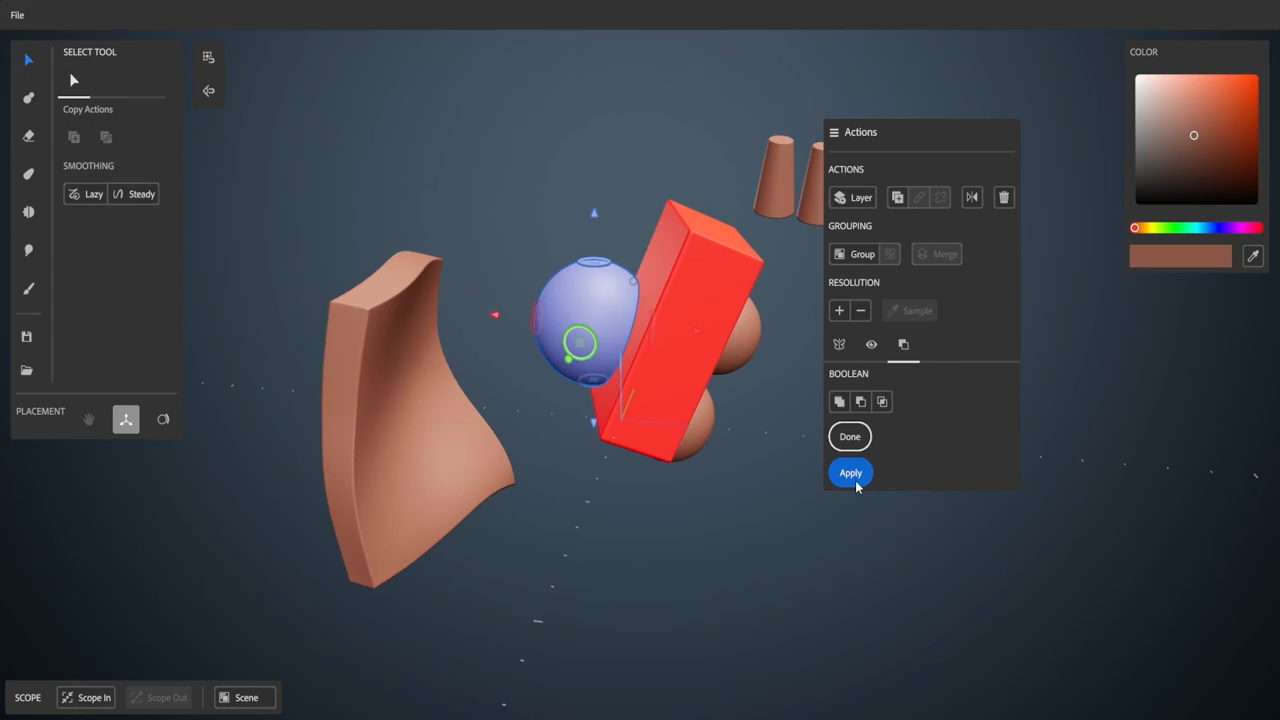 File
SELECT TOOL
Copy Actions
SMOOTHING
Lazy
Steady
PLACEMENT
Actions
ACTIONS
Layer
GROUPING
Group
Merge
RESOLUTION
Sample
BOOLEAN
Done
Apply
COLOR
SCOPE
Scope In
Scope Out
Scene